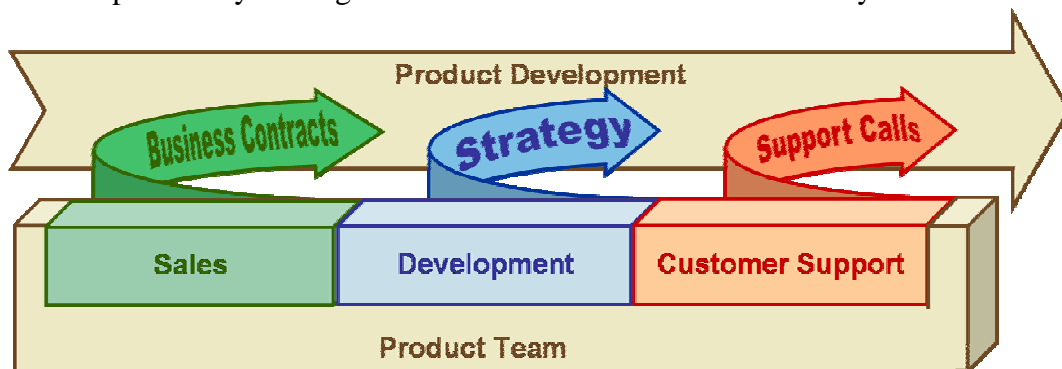 Product Development
Business Contracts
Strategy
Support Calls
Sales
Development
Customer Support
Product Team